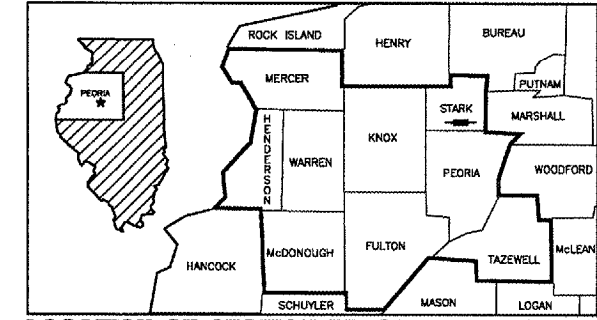 ROCK ISLAND
HENRY
BUREAU
MERCER
PUTNAM
PEORIA
STARK
MARSHALL
HENDERSON
WARREN
KNOX
PEORIA
WOODFORD
HANCOCK
McDONOUGH
FULTON
TAZEWELL
McLEAN
SCHUYLER
MASON
LOGAN